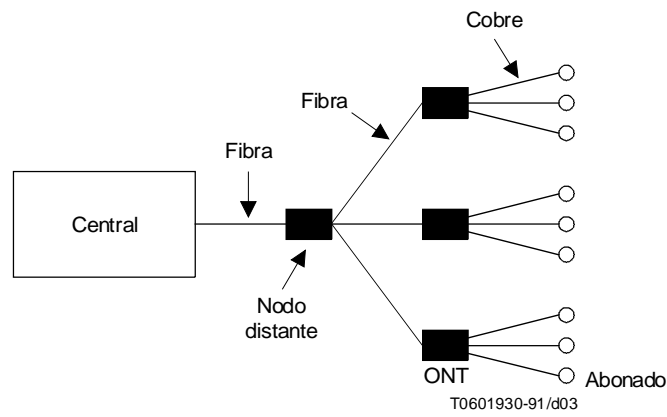 Cobre
Fibra
Fibra
Central
Nodo
distante
ONT
Abonado
T0601930-91/d03